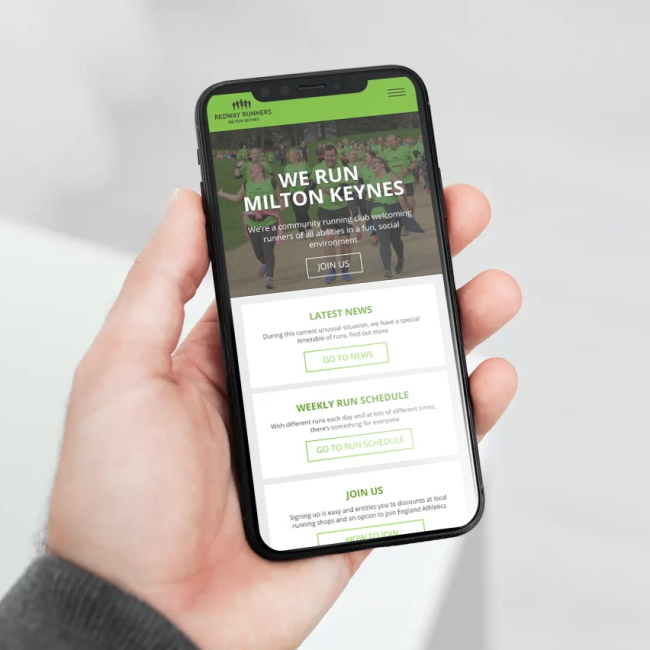 REDWAY RUNNERS
MILTON KEYNES
WE RUN
MILTON KEYNES
We're a community running club welcoming
runners of all abilities in a fun, social
environment
JOIN US
LATEST NEWS
During this current unusual situation, we have a special
timetable of runs, find out more
GO TO NEWS
WEEKLY RUN SCHEDULE
With different runs each day and at lots of different times,
there's something for everyone
GO TO RUN SCHEDULE
JOIN US
Signing up is easy and entitles you to discounts at local
running shops and an option to join England Athletics
HOW TO JOIN